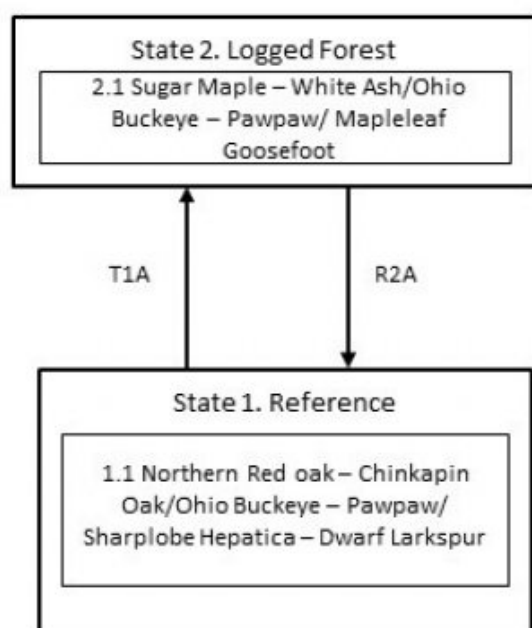 State 2. Logged Forest
2.1 Sugar Maple – White Ash/Ohio
Buckeye – Pawpaw/ Mapleleaf
Goosefoot
T1A
R2A
State 1. Reference
1.1 Northern Red oak – Chinkapin
Oak/Ohio Buckeye – Pawpaw/
Sharplobe Hepatica – Dwarf Larkspur